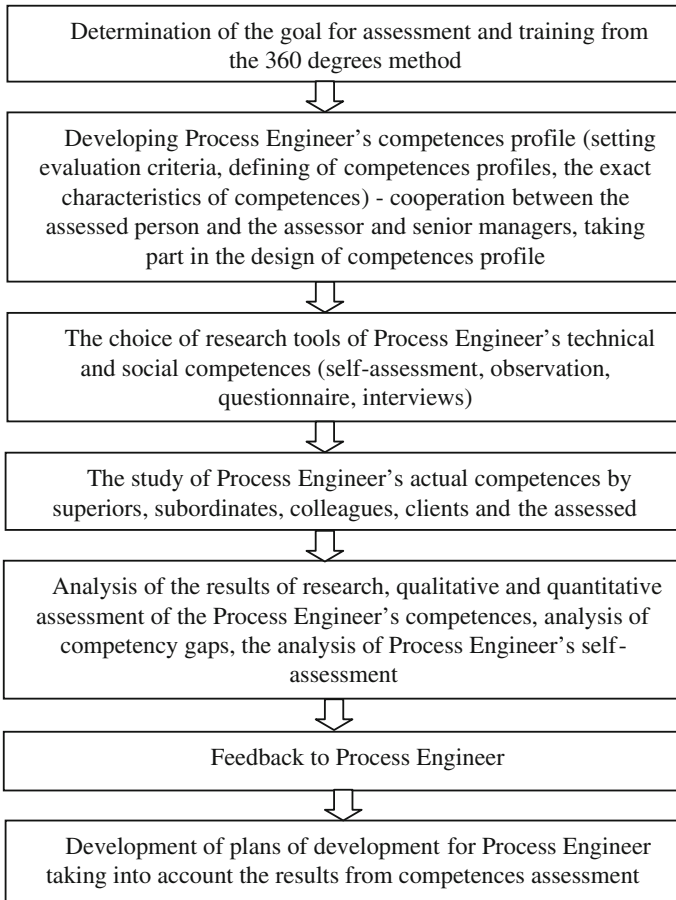 Determination of the goal for assessment and training from
the 360 degrees method
Developing Process Engineer's competences profile (setting
evaluation criteria, defining of competences profiles, the exact
characteristics of competences) - cooperation between the
assessed person and the assessor and senior managers, taking
part in the design of competences profile
The choice of research tools of Process Engineer's technical
and social competences (self-assessment, observation,
questionnaire, interviews)
The study of Process Engineer's actual competences by
superiors, subordinates, colleagues, clients and the assessed
Analysis of the results of research, qualitative and quantitative
assessment of the Process Engineer's competences, analysis of
competency gaps, the analysis of Process Engineer's self-
assessment
Feedback to Process Engineer
Development of plans of development for Process Engineer
taking into account the results from competences assessment